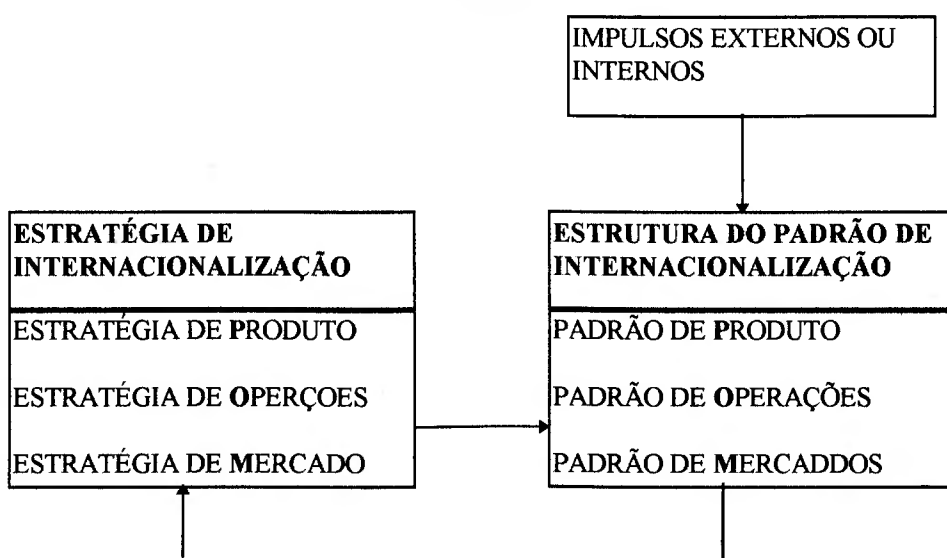 IMPULSOS EXTERNOS OU
INTERNOS
ESTRATÉGIA DE
INTERNACIONALIZAÇÃO
ESTRATÉGIA DE PRODUTO
ESTRATÉGIA DE OPERÇOES
ESTRATÉGIA DE MERCADO
ESTRUTURA DO PADRÃO DE
INTERNACIONALIZAÇÃO
PADRÃO DE PRODUTO
PADRÃO DE OPERAÇÕES
PADRÃO DE MERCADDOS